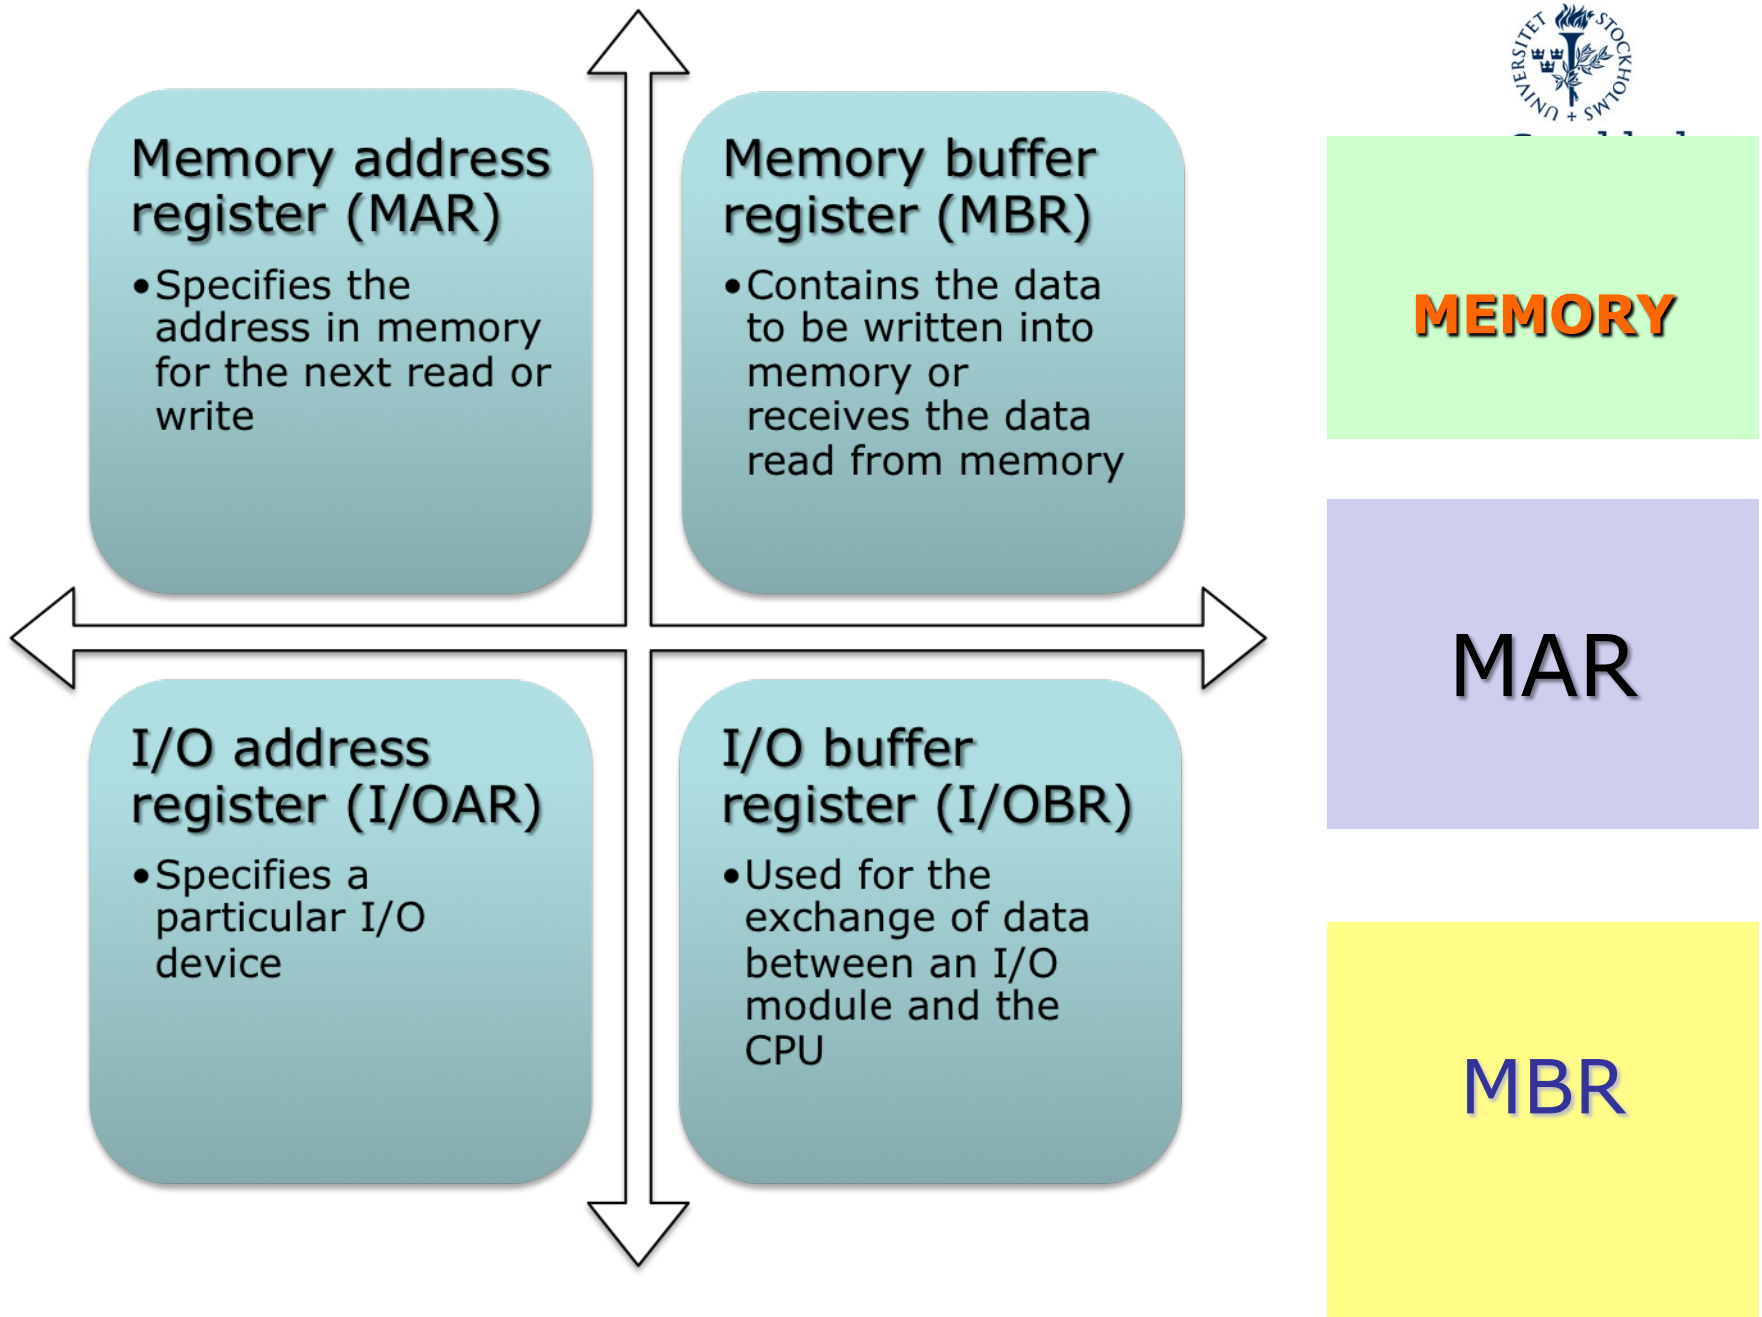 Memory address
register (MAR)
•Specifies the
address in memory
for the next read or
write
Memory buffer
register (MBR)
•Contains the data
to be written into
memory or
receives the data
read from memory
I/O address
register (I/OAR)
•Specifies a
particular I/O
device
I/O buffer
register (I/OBR)
•Used for the
exchange of data
between an I/O
module and the
CPU
UNIVERSITET
STOCKHOLMS
MEMORY
MAR
MBR